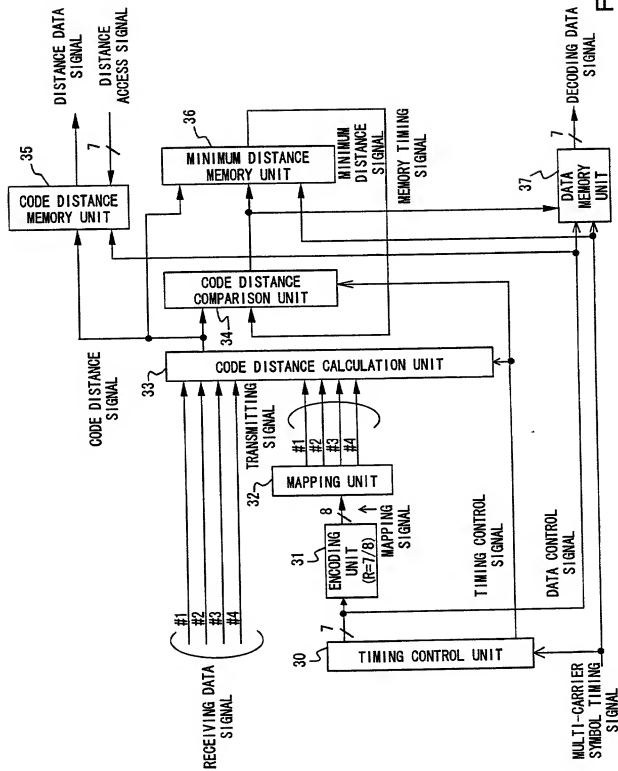 RECEIVING DATA
SIGNAL
#1
#2
#3
#4
MULTI-CARRIER
SYMBOL TIMING
SIGNAL
30
TIMING CONTROL UNIT
7
31
ENCODING
UNIT
(R=7/8)
8
MAPPING
SIGNAL
32
MAPPING UNIT
#1
#2
#3
#4
TRANSMITTING
SIGNAL
TIMING CONTROL
SIGNAL
DATA CONTROL
SIGNAL
33
CODE DISTANCE CALCULATION UNIT
CODE DISTANCE
SIGNAL
34
CODE DISTANCE
COMPARISON UNIT
35
CODE DISTANCE
MEMORY UNIT
DISTANCE DATA
SIGNAL
7
DISTANCE
ACCESS SIGNAL
36
MINIMUM DISTANCE
MEMORY UNIT
MINIMUM
DISTANCE
SIGNAL
MEMORY TIMING
SIGNAL
37
DATA
MEMORY
UNIT
7
DECODING DATA
SIGNAL